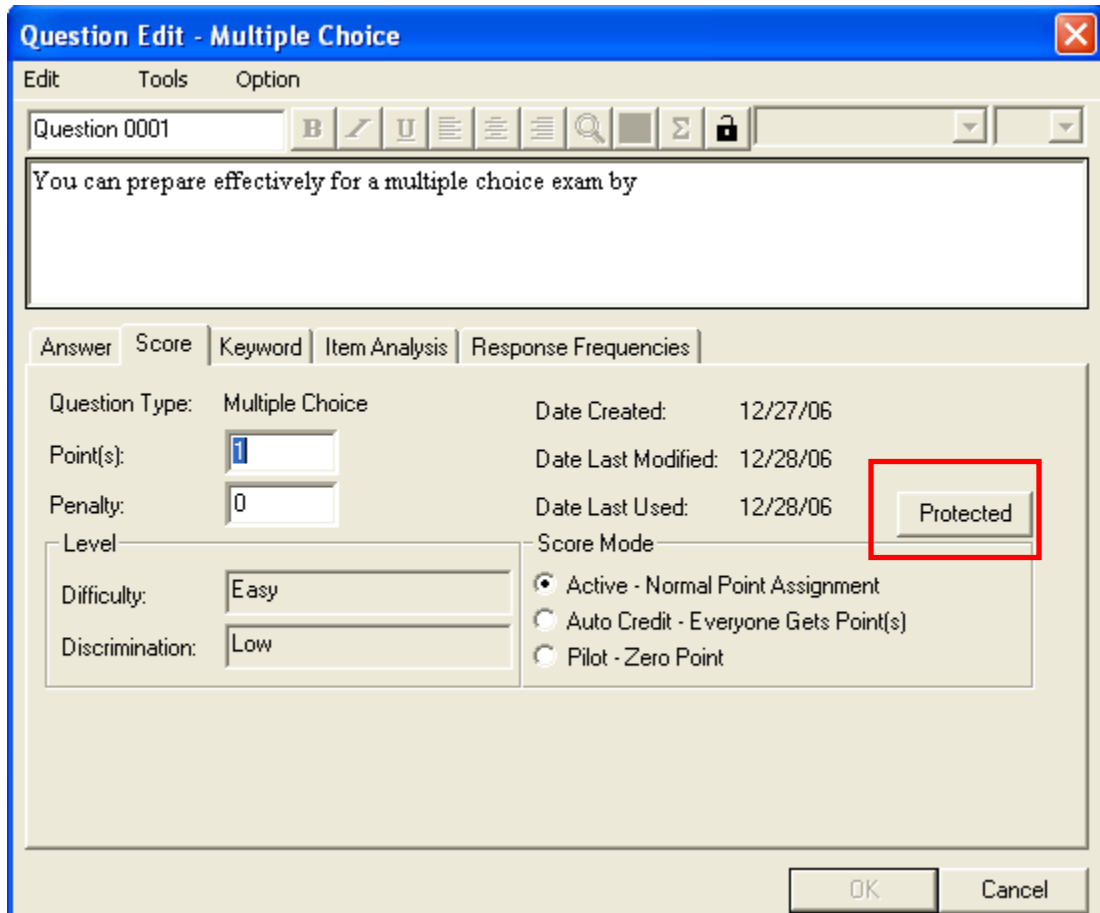 Question Edit - Multiple Choice
Edit Tools Option
Question 0001 B I U Σ
You can prepare effectively for a multiple choice exam by
Answer Score Keyword Item Analysis Response Frequencies
Question Type: Multiple Choice Date Created: 12/27/06
Point(s): 1 Date Last Modified: 12/28/06
Penalty: 0 Date Last Used: 12/28/06 Protected
Level Score Mode
Difficulty: Easy Active - Normal Point Assignment
Auto Credit - Everyone Gets Point(s)
Discrimination: Low
Pilot - Zero Point
OK Cancel